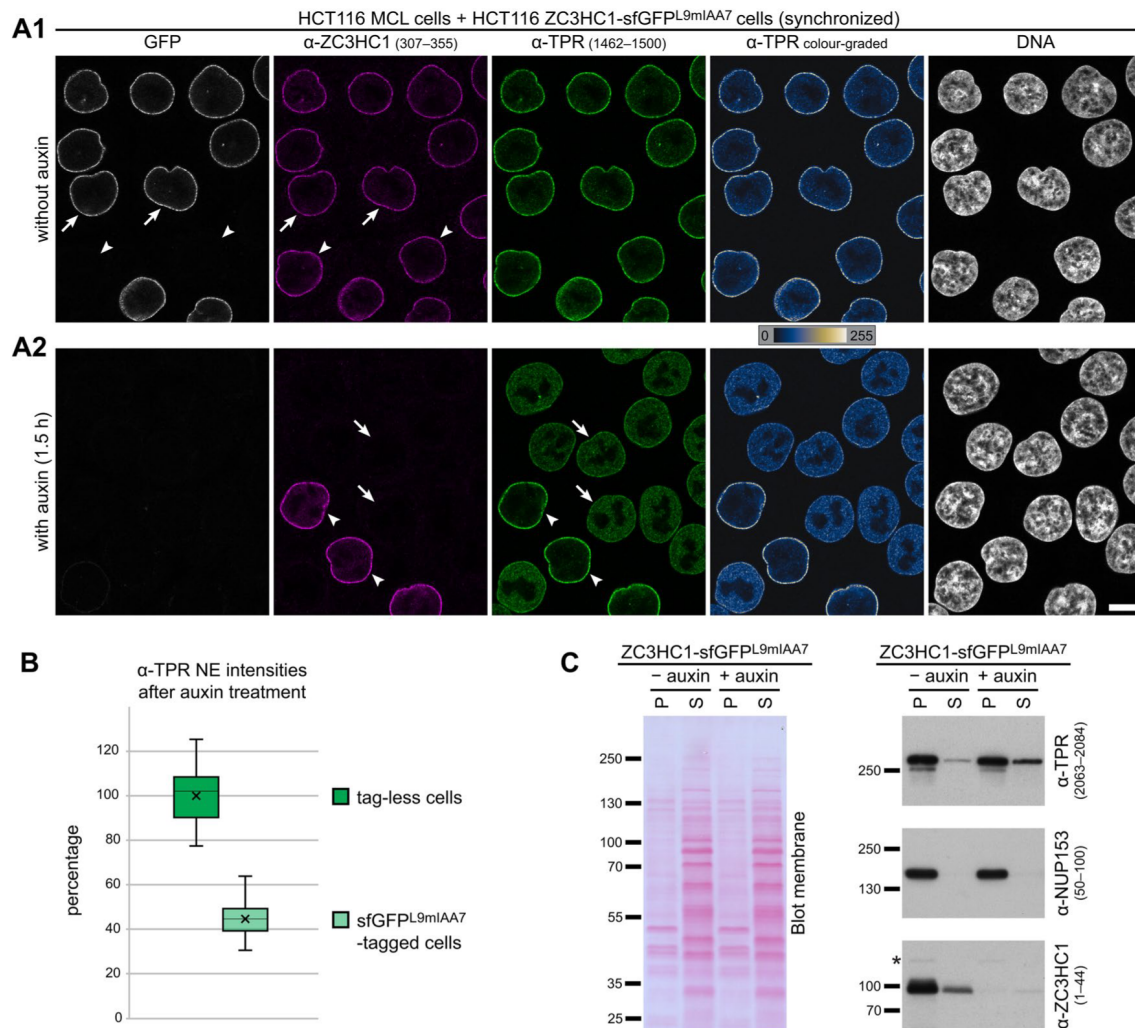 HCT116 MCL cells + HCT116 ZC3HC1-sfGFP^L9mIAA7 cells (synchronized)
A1
GFP
α-ZC3HC1 (307–355)
α-TPR (1462–1500)
α-TPR colour-graded
DNA
without auxin
0
255
A2
with auxin (1.5 h)
B
α-TPR NE intensities
after auxin treatment
percentage
120
100
80
60
40
20
0
tag-less cells
sfGFP^L9mIAA7
-tagged cells
C
ZC3HC1-sfGFP^L9mIAA7
− auxin
+ auxin
P
S
P
S
250
130
100
70
55
35
25
Blot membrane
ZC3HC1-sfGFP^L9mIAA7
− auxin
+ auxin
P
S
P
S
250
α-TPR
(2063–2084)
250
130
α-NUP153
(50–100)
*
100
70
α-ZC3HC1
(1–44)